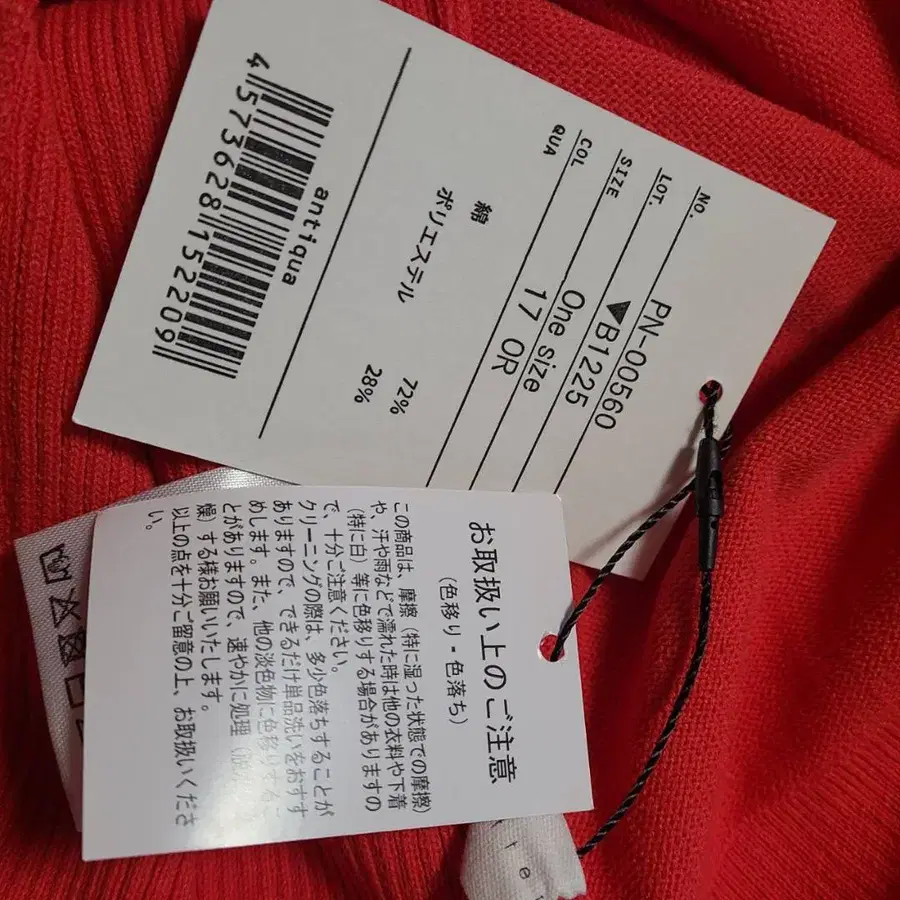 NO. PN-00560
LOT. ▼B1225
SIZE One size
COL 17 OR
QUA
綿 72%
ポリエステル 28%
antiqua
4573628152209
お取扱い上のご注意
（色移り・色落ち）
この商品は、摩擦（特に湿った状態での摩擦）
や、汗や雨などで濡れた時は他の衣料や下着
（特に白）等に色移りする場合がありますの
で、十分ご注意ください。
クリーニングの際は、多少色落ちすることが
ありますので、できるだけ単品洗いをおすす
めします。また、他の淡色物に色移りするこ
とがありますので、速やかに処理（脱水
燥）する様お願いいたします。
以上の点を十分ご留意の上、お取扱いくださ
い。